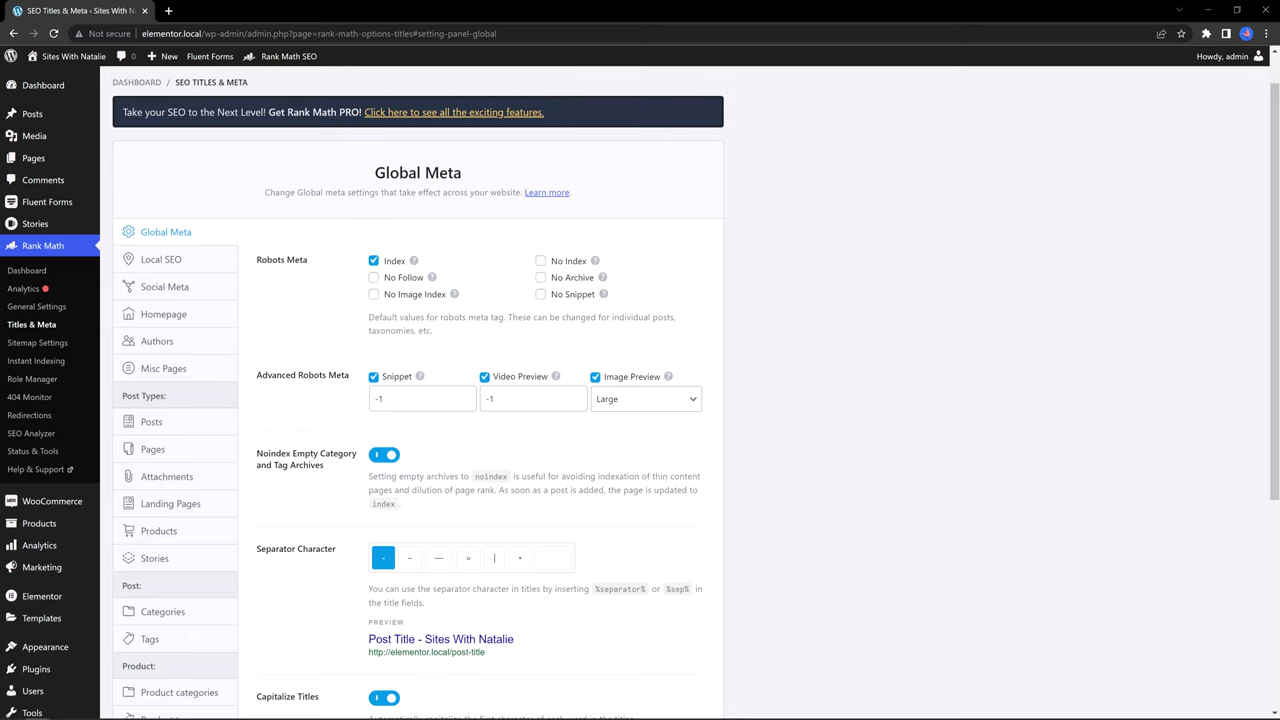 SEO Titles & Meta ‹ Sites With N
Not secure elementor.local/wp-admin/admin.php?page=rank-math-options-titles#setting-panel-global
Sites With Natalie 0 New Fluent Forms Rank Math SEO Howdy, admin
Dashboard
Posts
Media
Pages
Comments
Fluent Forms
Stories
Rank Math
Dashboard
Analytics
General Settings
Titles & Meta
Sitemap Settings
Instant Indexing
Role Manager
404 Monitor
Redirections
SEO Analyzer
Status & Tools
Help & Support
WooCommerce
Products
Analytics
Marketing
Elementor
Templates
Appearance
Plugins
Users
Tools
DASHBOARD / SEO TITLES & META
Take your SEO to the Next Level! Get Rank Math PRO! Click here to see all the exciting features.
Global Meta
Change Global meta settings that take effect across your website. Learn more.
Global Meta
Local SEO
Social Meta
Homepage
Authors
Misc Pages
Post Types:
Posts
Pages
Attachments
Landing Pages
Products
Stories
Post:
Categories
Tags
Product:
Product categories
Robots Meta
Index ? No Index ?
No Follow ? No Archive ?
No Image Index ? No Snippet ?
Default values for robots meta tag. These can be changed for individual posts,
taxonomies, etc.
Advanced Robots Meta
Snippet ? Video Preview ? Image Preview ?
-1 -1 Large
Noindex Empty Category
and Tag Archives
Setting empty archives to noindex is useful for avoiding indexation of thin content
pages and dilution of page rank. As soon as a post is added, the page is updated to
index.
Separator Character
- – — » | •
You can use the separator character in titles by inserting %separator% or %sep% in
the title fields.
PREVIEW
Post Title - Sites With Natalie
http://elementor.local/post-title
Capitalize Titles
Automatically capitalize the first character of each word in the titles.